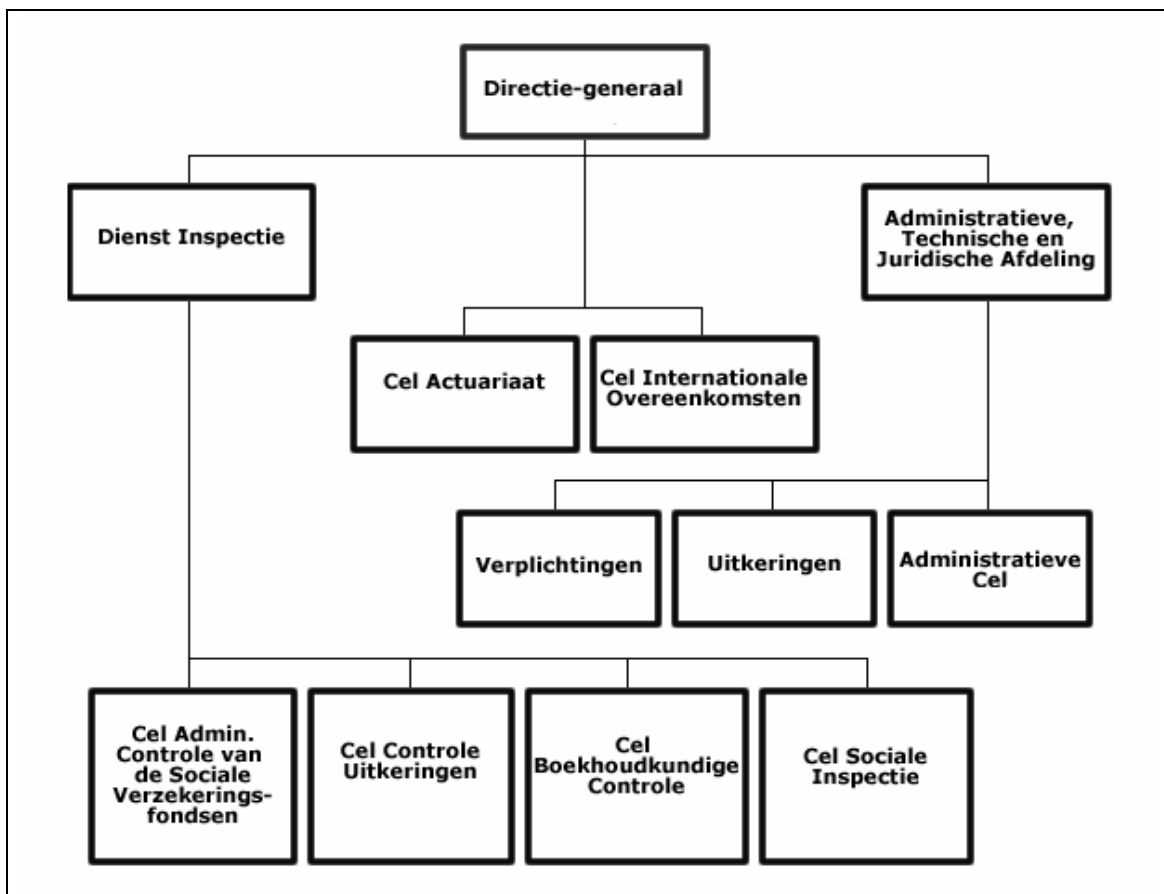 Directie-generaal
Dienst Inspectie
Administratieve,
Technische en
Juridische Afdeling
Cel Actuariaat
Cel Internationale
Overeenkomsten
Verplichtingen
Uitkeringen
Administratieve
Cel
Cel Admin.
Controle van
de Sociale
Verzekerings-
fondsen
Cel Controle
Uitkeringen
Cel
Boekhoudkundige
Controle
Cel Sociale
Inspectie